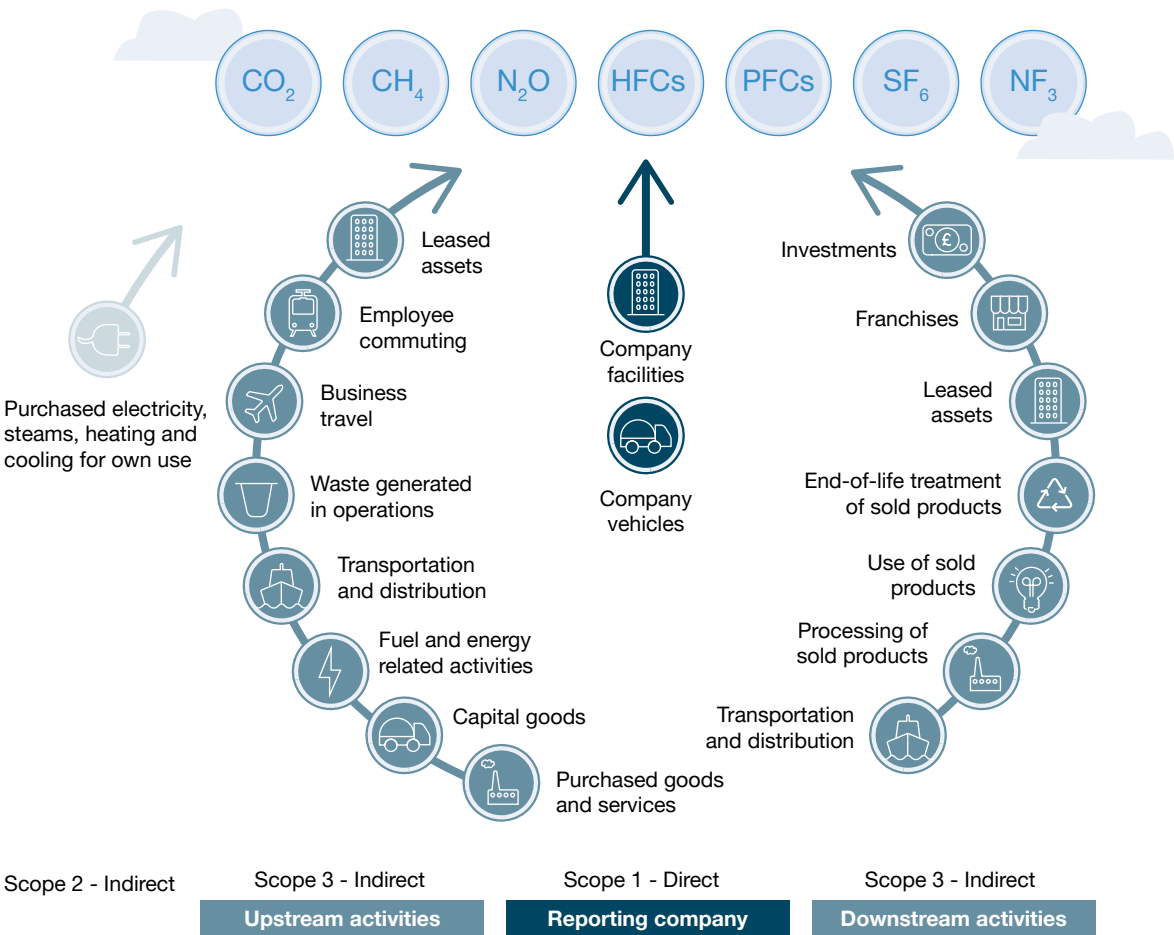 CO₂
CH₄
N₂O
HFCs
PFCs
SF₆
NF₃
Purchased electricity,
steams, heating and
cooling for own use
Leased
assets
Employee
commuting
Business
travel
Waste generated
in operations
Transportation
and distribution
Fuel and energy
related activities
Capital goods
Purchased goods
and services
Company
facilities
Company
vehicles
£
Investments
Franchises
Leased
assets
End-of-life treatment
of sold products
Use of sold
products
Processing of
sold products
Transportation
and distribution
Scope 2 - Indirect
Scope 3 - Indirect
Upstream activities
Scope 1 - Direct
Reporting company
Scope 3 - Indirect
Downstream activities